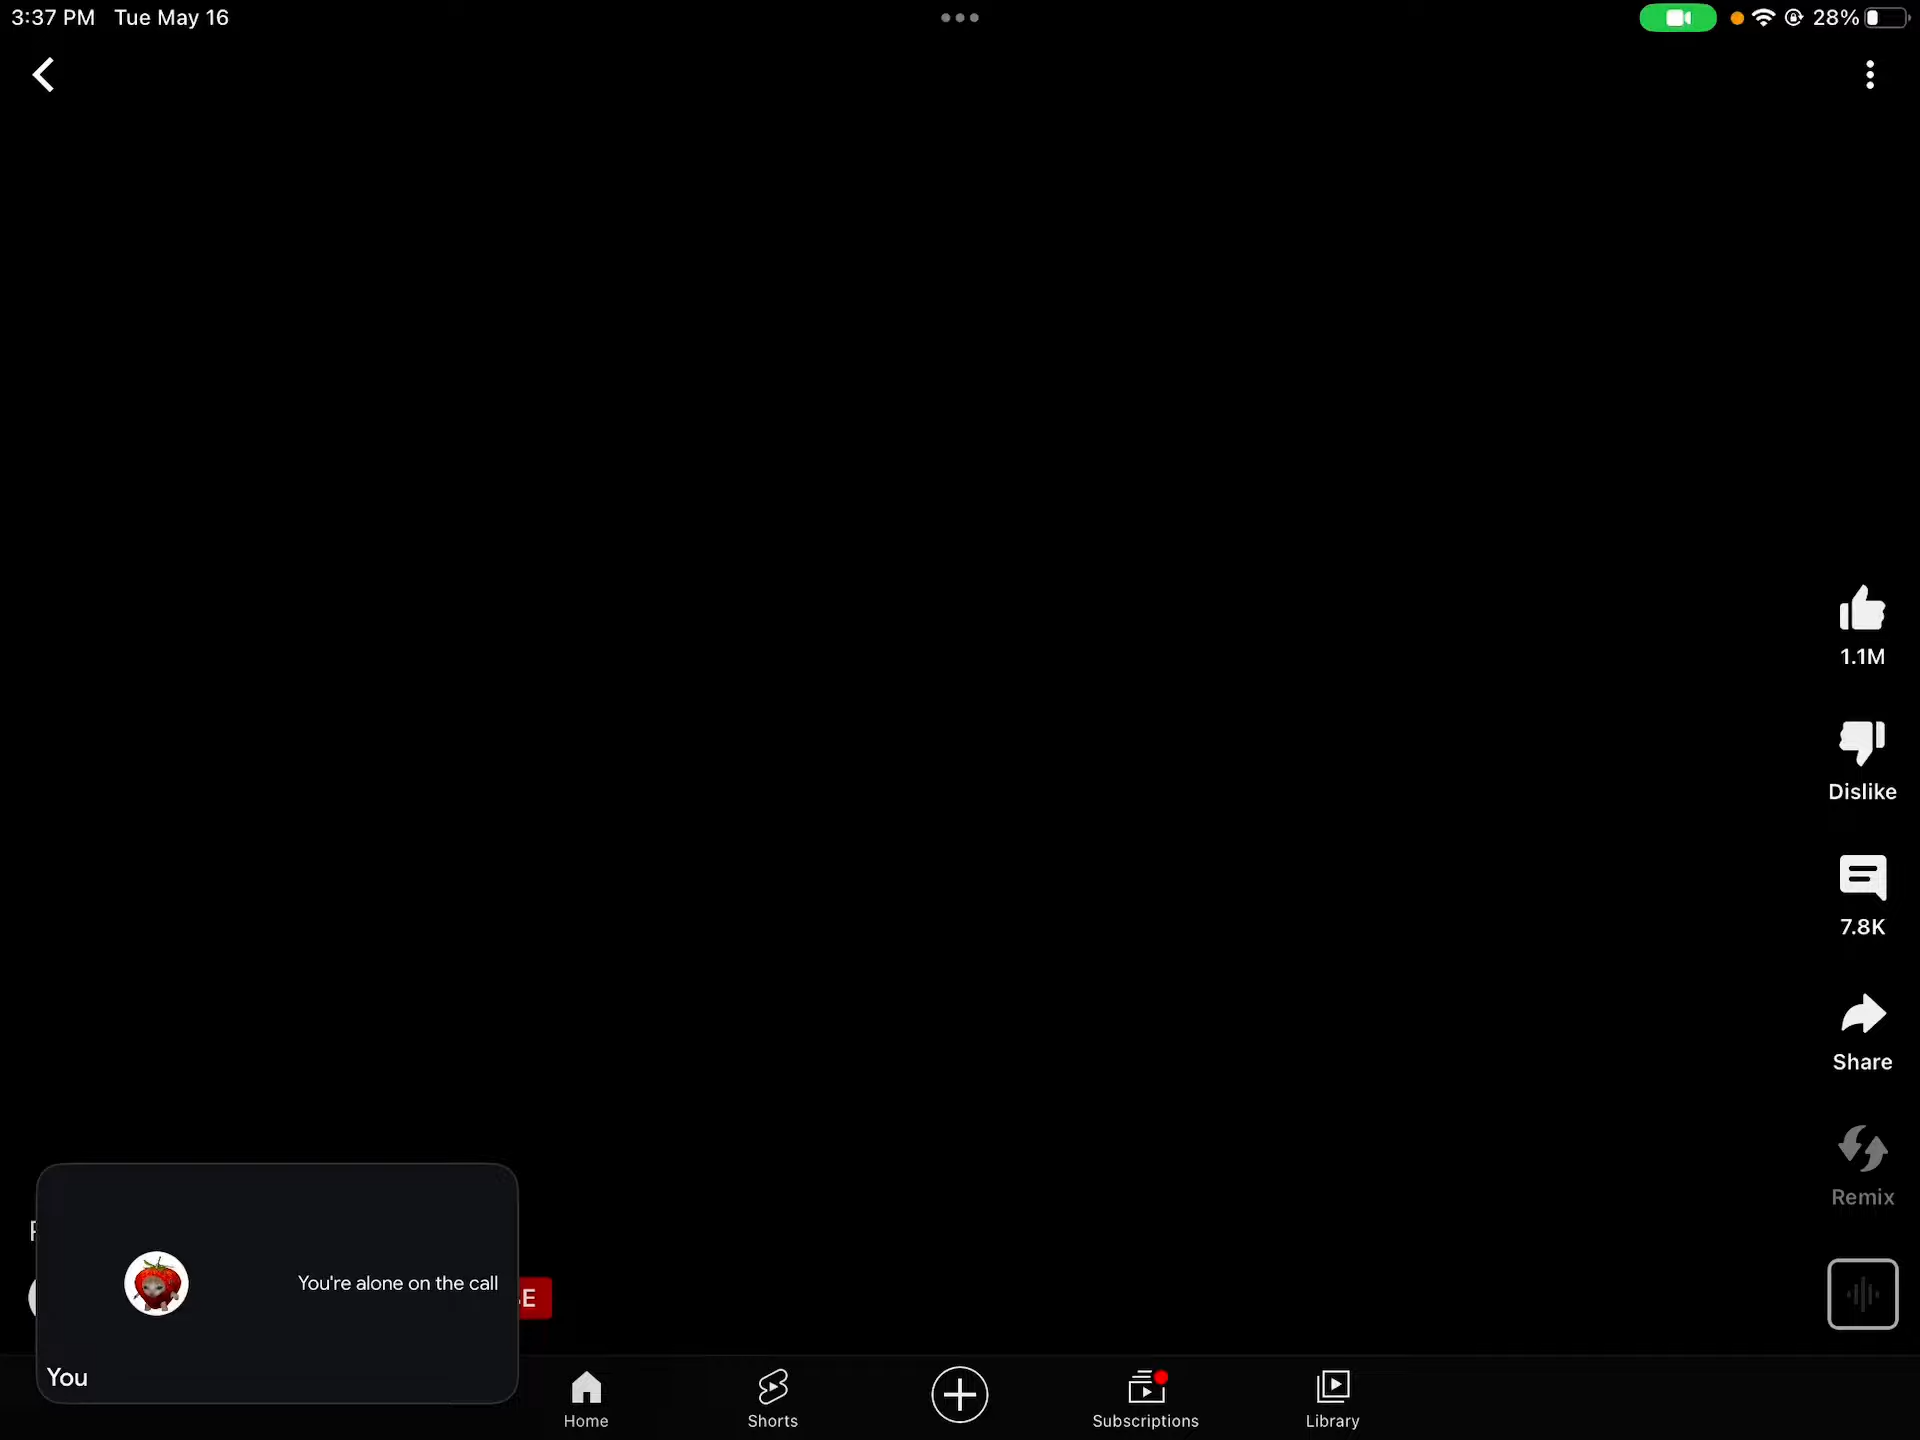 3:37 PM Tue May 16
28%
1.1M
Dislike
7.8K
Share
Remix
You're alone on the call
You
Home
Shorts
Subscriptions
Library